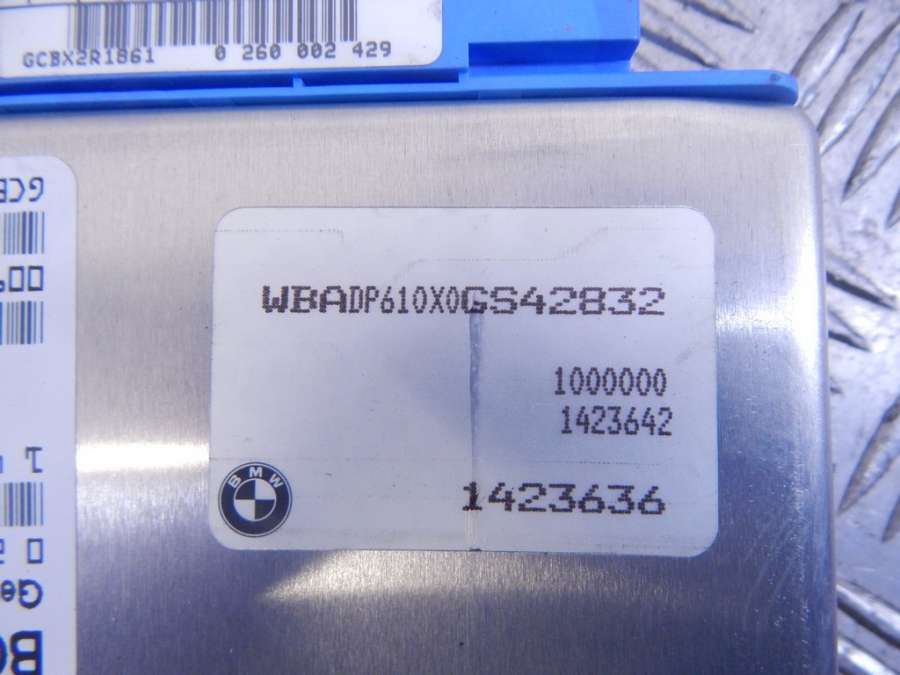 GCBX2R1861 0 260 002 429
WBADP610X0GS42832
1000000
1423642
BMW
1423636